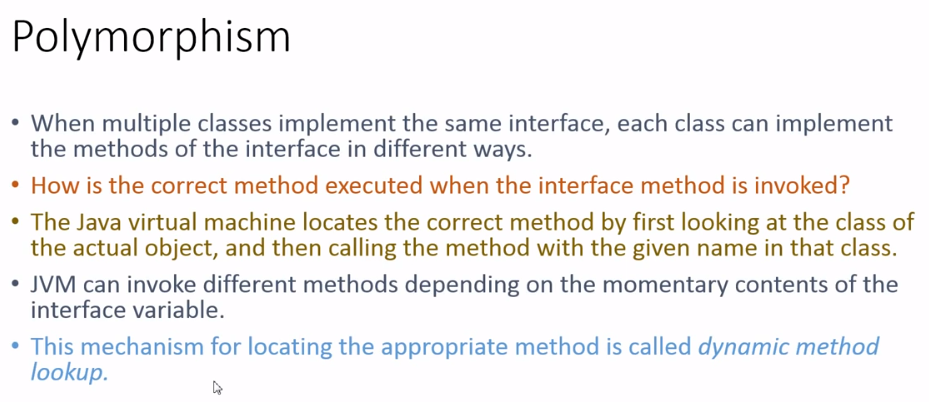 Polymorphism
• When multiple classes implement the same interface, each class can implement
the methods of the interface in different ways.
• How is the correct method executed when the interface method is invoked?
• The Java virtual machine locates the correct method by first looking at the class of
the actual object, and then calling the method with the given name in that class.
• JVM can invoke different methods depending on the momentary contents of the
interface variable.
• This mechanism for locating the appropriate method is called dynamic method
lookup.